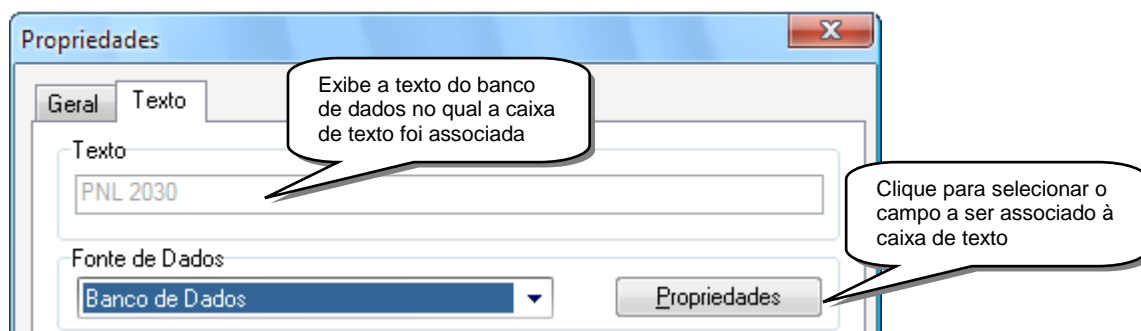 Propriedades
Exibe a texto do banco
de dados no qual a caixa
de texto foi associada
Geral
Texto
Texto
PNL 2030
Clique para selecionar o
campo a ser associado à
caixa de texto
Fonte de Dados
Banco de Dados
Propriedades